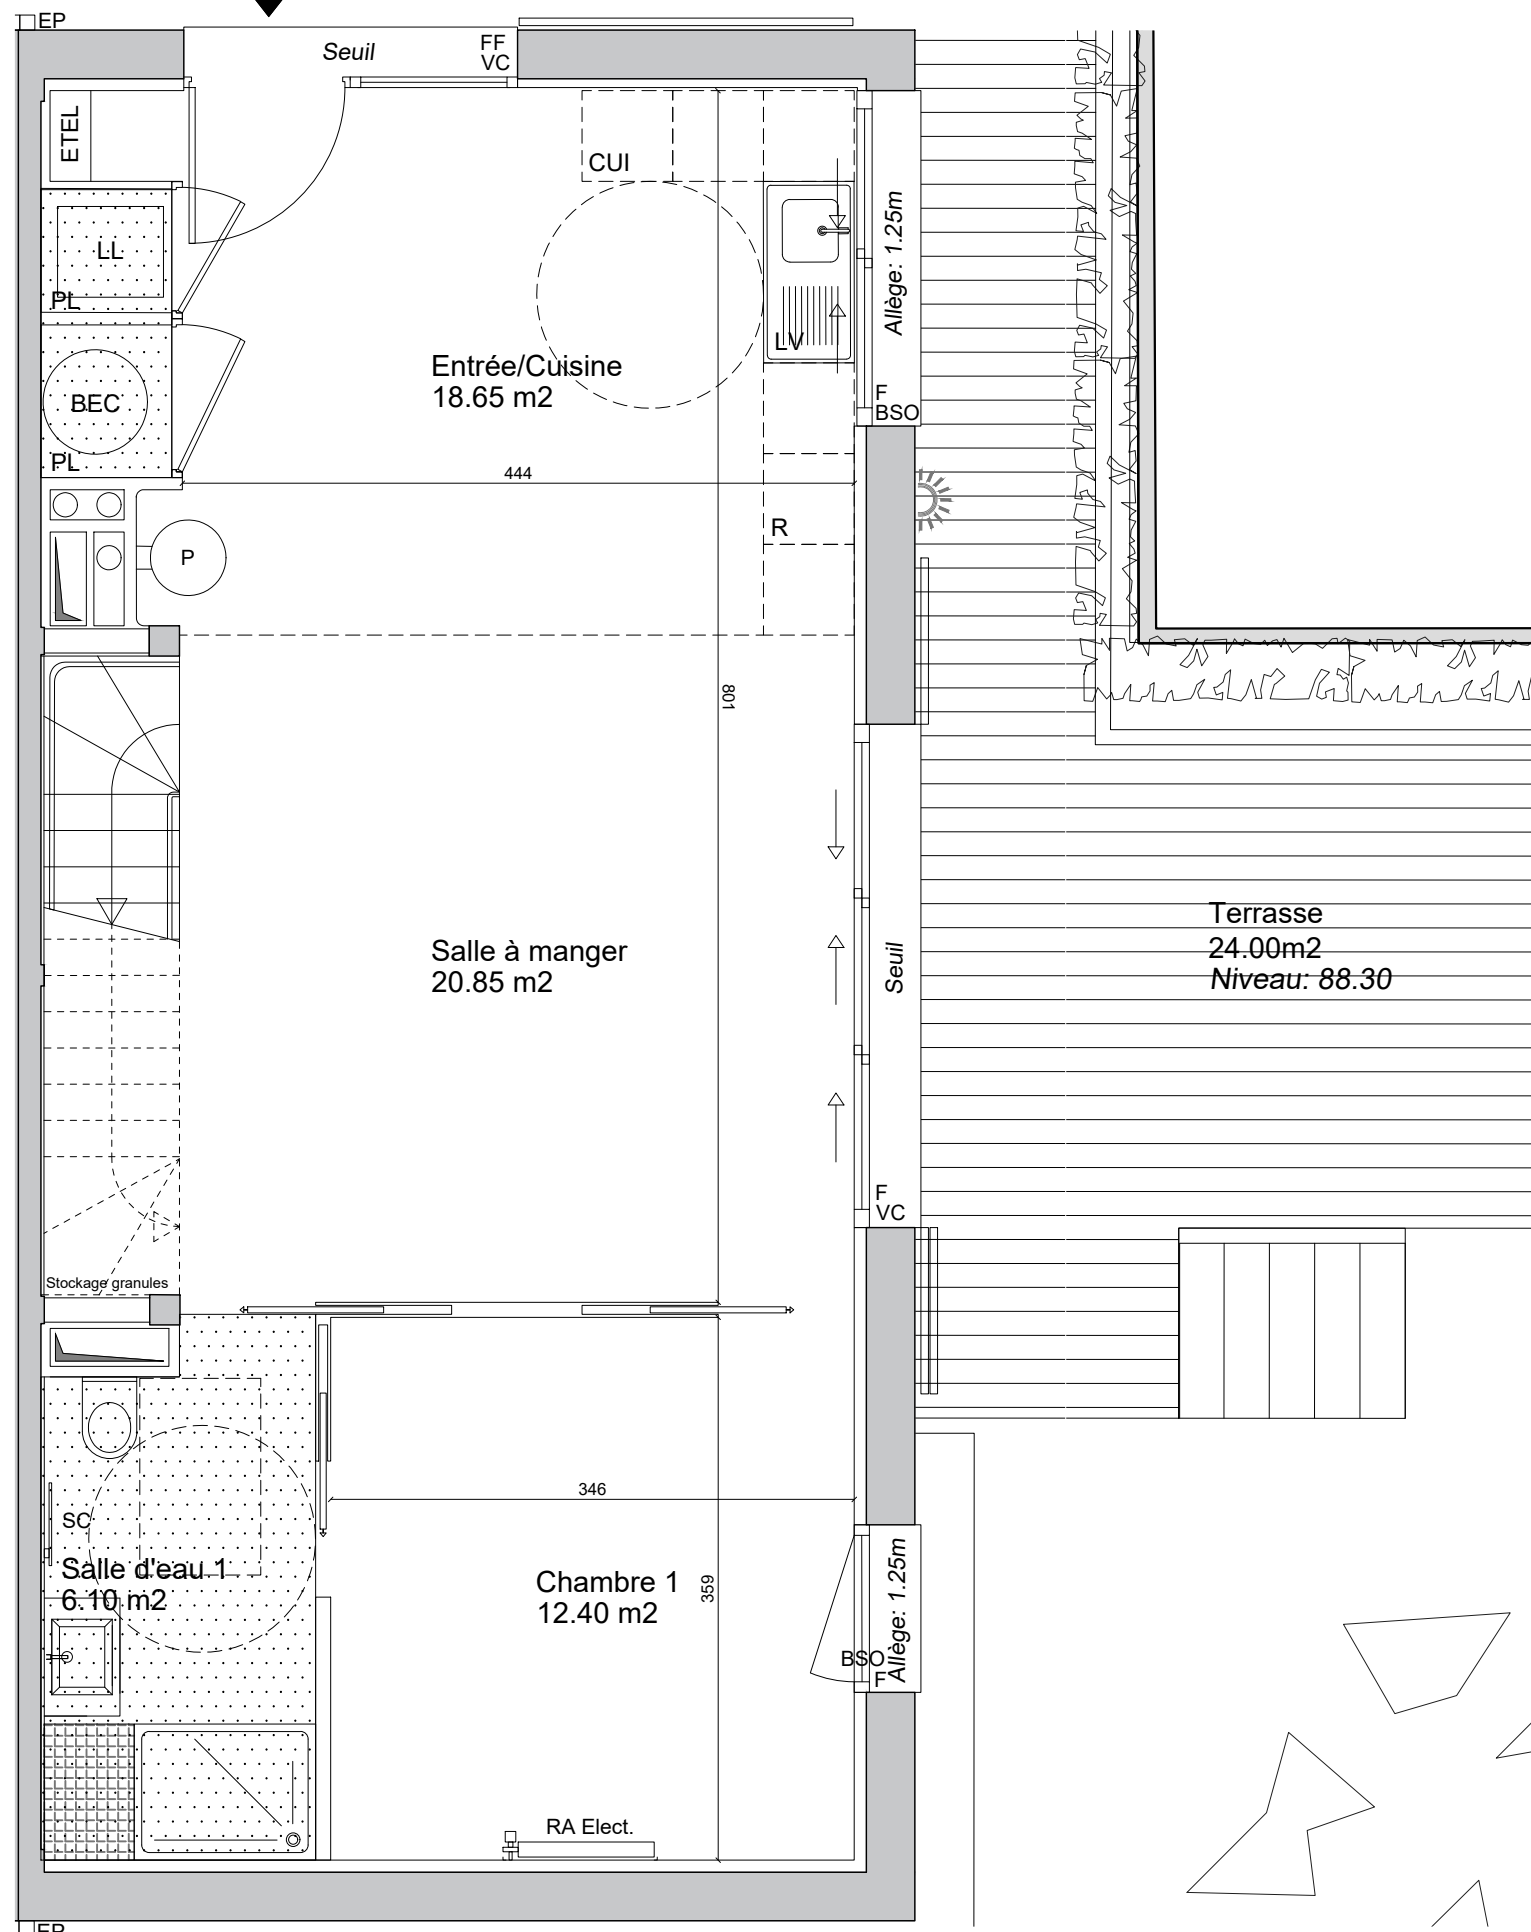 EP
Seuil
FF
VC
ETEL
CUI
LL
PL
Allège: 1.25m
LV
Entrée/Cuisine
18.65 m2
BEC
PL
F
BSO
444
R
P
801
Salle à manger
20.85 m2
Seuil
Terrasse
24.00m2
Niveau: 88.30
F
VC
Stockage granules
346
SC
Salle d'eau 1
6.10 m2
Chambre 1
12.40 m2
359
Allège: 1.25m
BSO
F
RA Elect.
EP